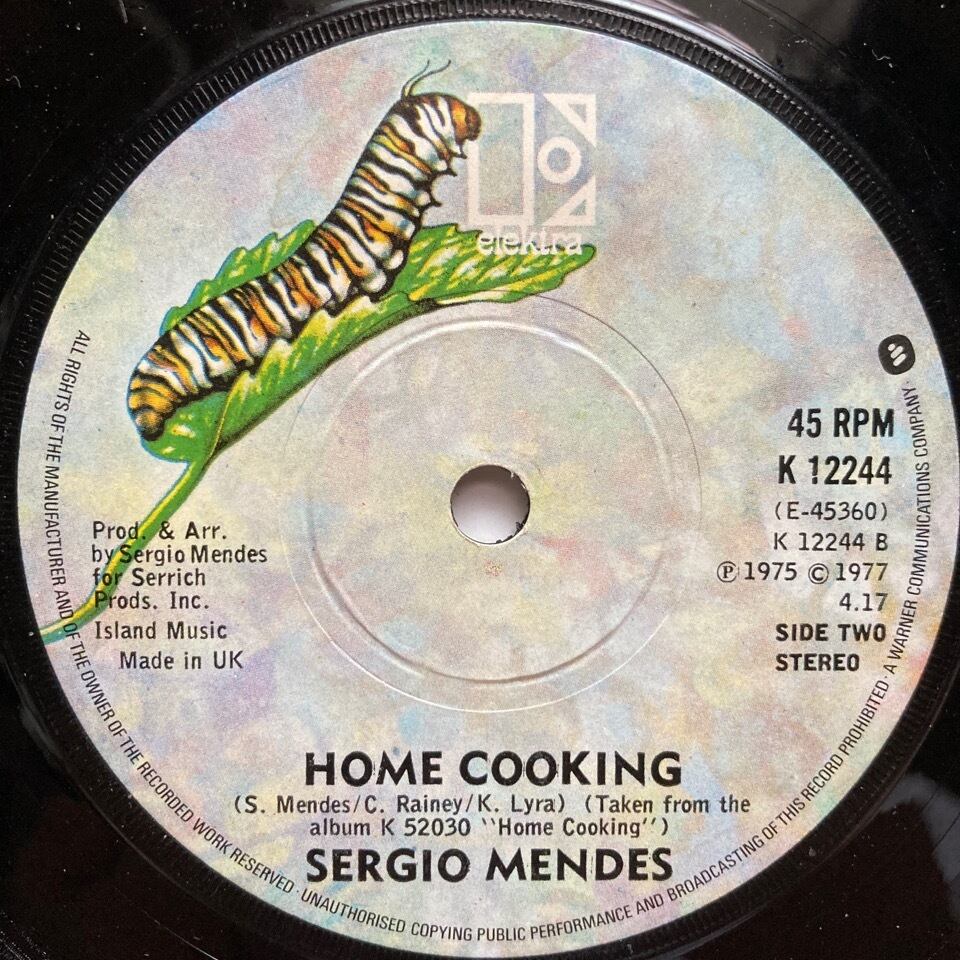 elektra
45 RPM
K 12244
(E-45360)
K 12244 B
℗ 1975 © 1977
4.17
SIDE TWO
STEREO
Prod. & Arr.
by Sergio Mendes
for Serrich
Prods. Inc.
Island Music
Made in UK
HOME COOKING
(S. Mendes/C. Rainey/K. Lyra) (Taken from the
album K 52030 "Home Cooking")
SERGIO MENDES
ALL RIGHTS OF THE MANUFACTURER AND OF THE OWNER OF THE RECORDED WORK RESERVED · UNAUTHORISED COPYING PUBLIC PERFORMANCE AND BROADCASTING OF THIS RECORD PROHIBITED · A WARNER COMMUNICATIONS COMPANY ·